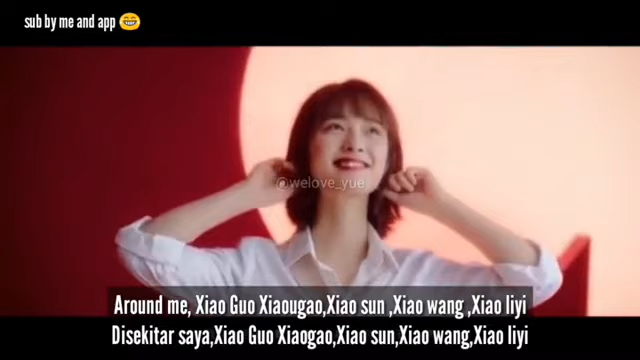 sub by me and app 😁
@welove_yue
Around me, Xiao Guo Xiaougao,Xiao sun ,Xiao wang ,Xiao liyi
Disekitar saya,Xiao Guo Xiaogao,Xiao sun,Xiao wang,Xiao liyi